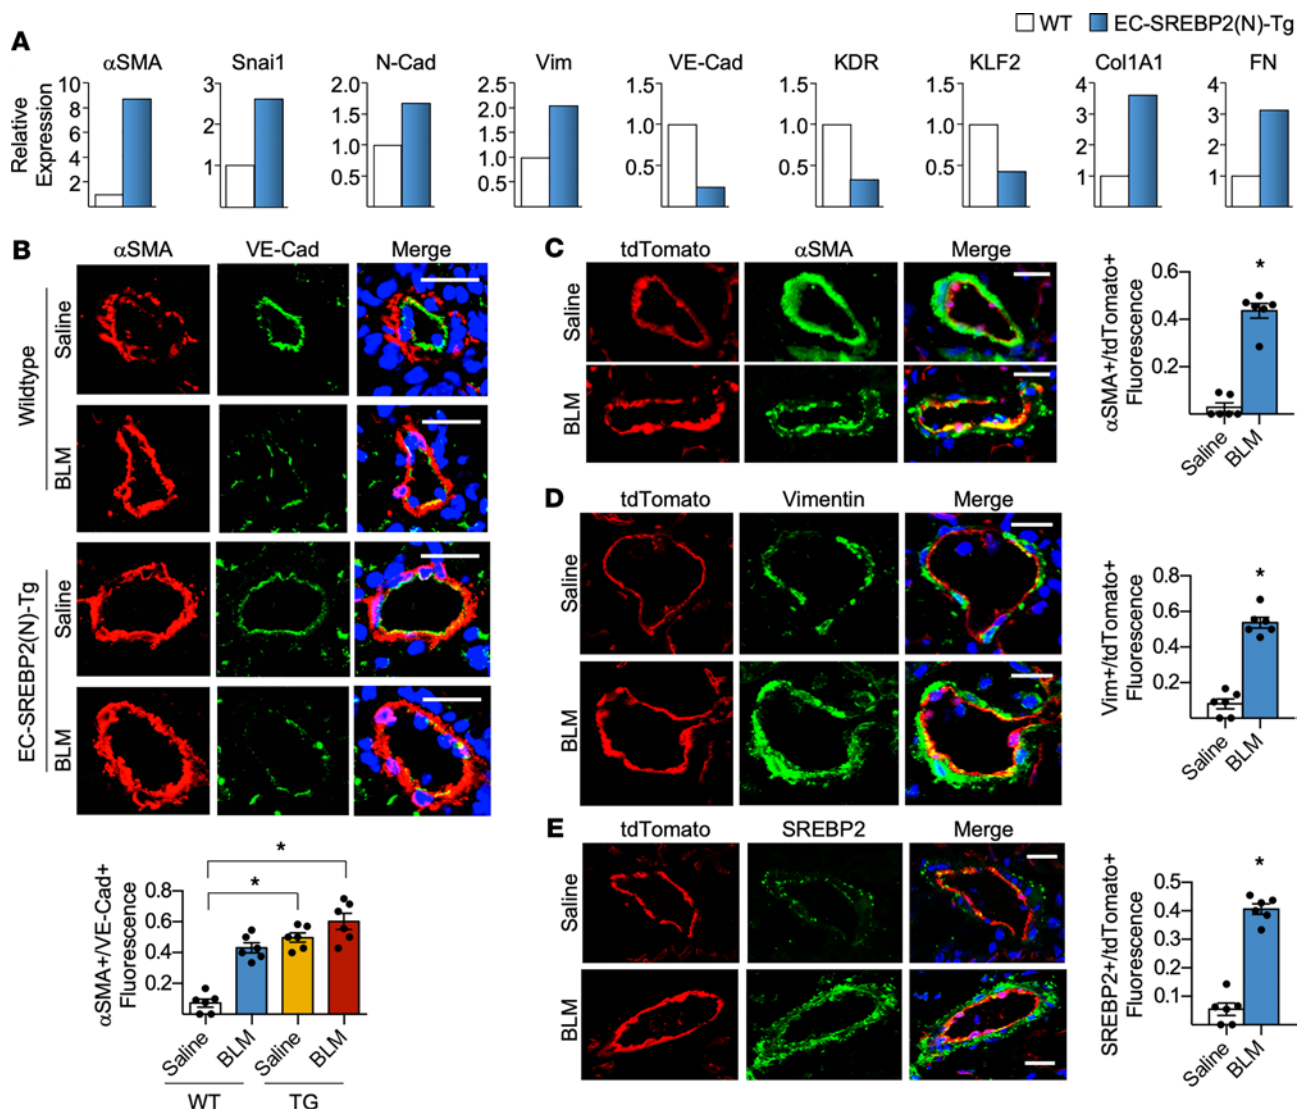 WT EC-SREBP2(N)-Tg
A
αSMA Snai1 N-Cad Vim VE-Cad KDR KLF2 Col1A1 FN
Relative
Expression
10
8
6
4
2
3
2
1
2.0
1.5
1.0
0.5
2.5
2.0
1.5
1.0
0.5
1.5
1.0
0.5
1.5
1.0
0.5
1.5
1.0
0.5
4
3
2
1
4
3
2
1
B
αSMA VE-Cad Merge
Wildtype
Saline
BLM
EC-SREBP2(N)-Tg
Saline
BLM
αSMA+/VE-Cad+
Fluorescence
0.8
0.6
0.4
0.2
*
*
Saline BLM Saline BLM
WT TG
C
tdTomato αSMA Merge
Saline
BLM
αSMA+/tdTomato+
Fluorescence
0.6
0.4
0.2
*
Saline BLM
D
tdTomato Vimentin Merge
Saline
BLM
Vim+/tdTomato+
Fluorescence
0.8
0.6
0.4
0.2
*
Saline BLM
E
tdTomato SREBP2 Merge
Saline
BLM
SREBP2+/tdTomato+
Fluorescence
0.5
0.4
0.3
0.2
0.1
*
Saline BLM